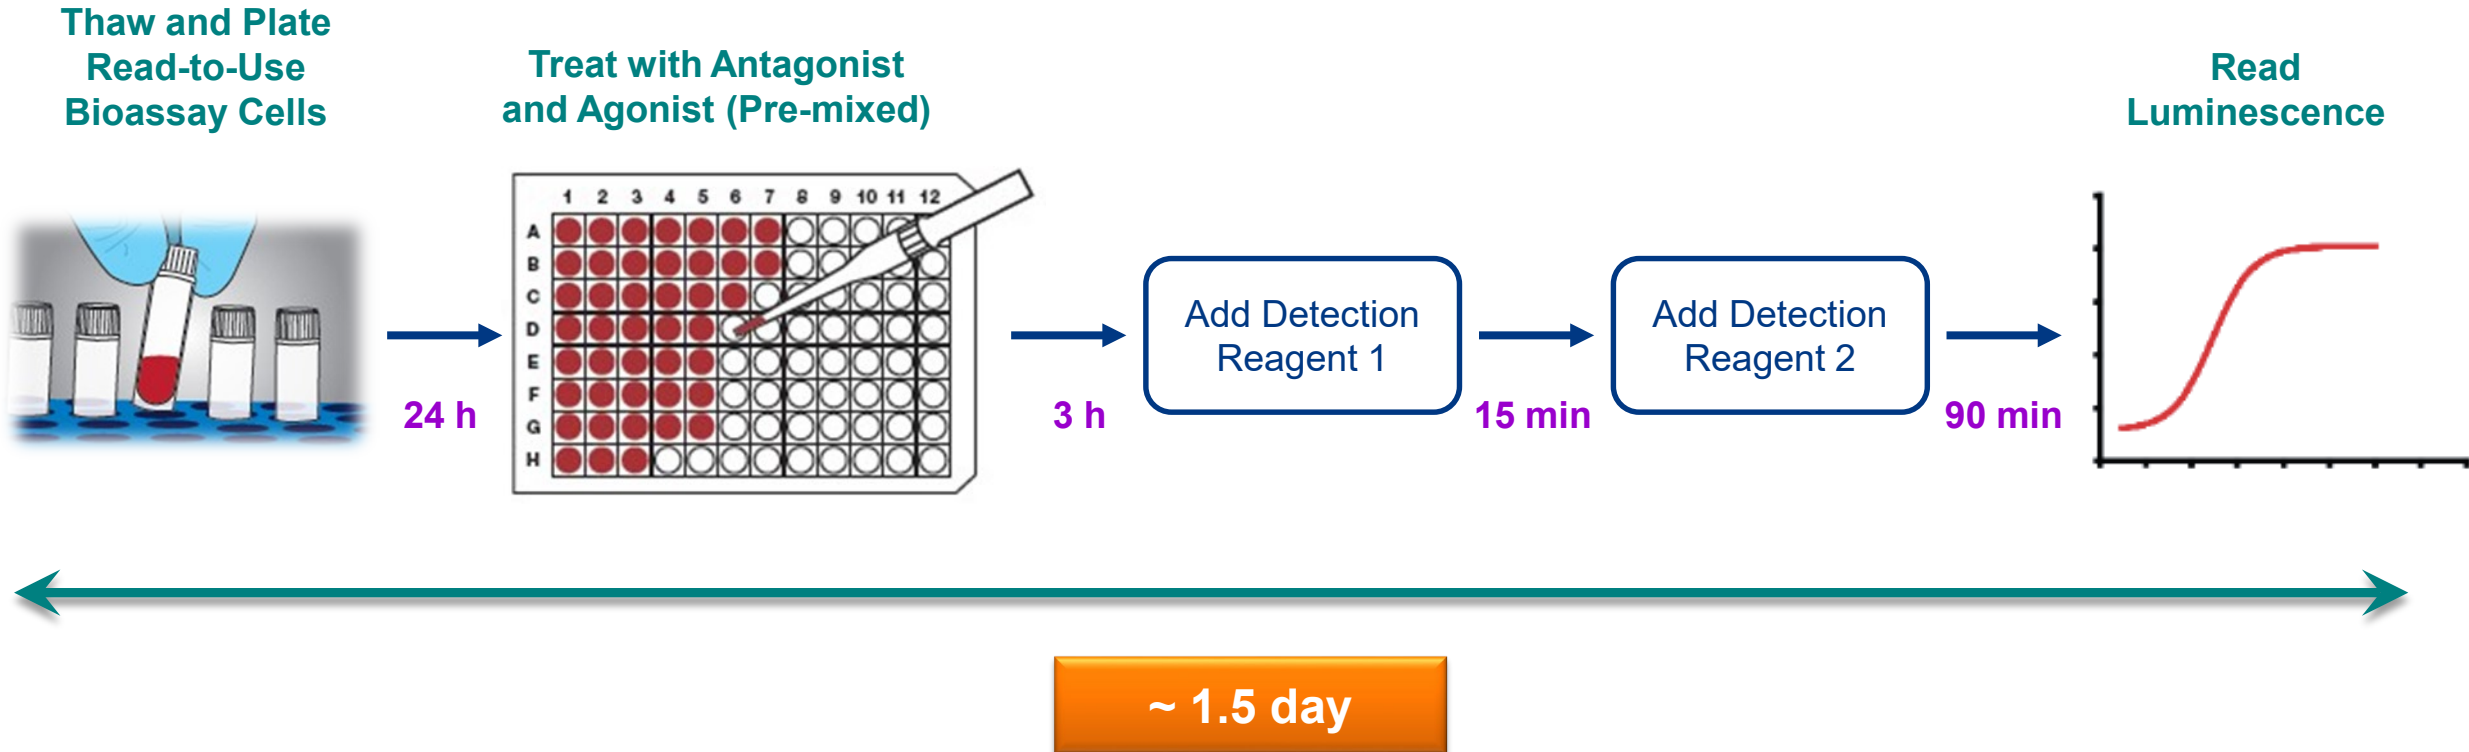 Thaw and Plate
Read-to-Use
Bioassay Cells
24 h
Treat with Antagonist
and Agonist (Pre-mixed)
1 2 3 4 5 6 7 8 9 10 11 12
A
B
C
D
E
F
G
H
3 h
Add Detection
Reagent 1
15 min
Add Detection
Reagent 2
90 min
Read
Luminescence
~ 1.5 day